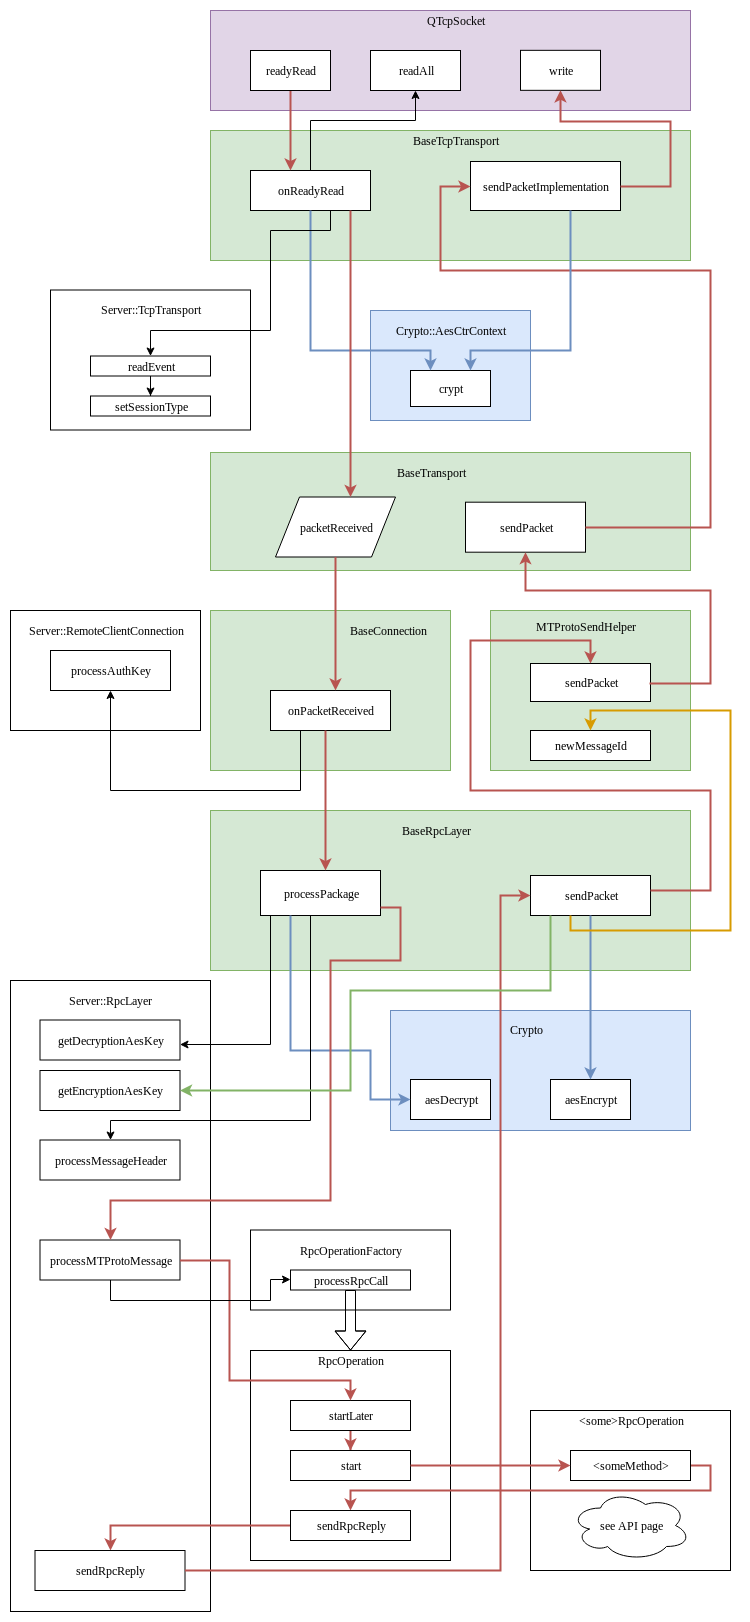 QTcpSocket
readyRead
readAll
write
BaseTcpTransport
onReadyRead
sendPacketImplementation
Server::TcpTransport
readEvent
setSessionType
Crypto::AesCtrContext
crypt
BaseTransport
packetReceived
sendPacket
Server::RemoteClientConnection
processAuthKey
BaseConnection
onPacketReceived
MTProtoSendHelper
sendPacket
newMessageId
BaseRpcLayer
processPackage
sendPacket
Server::RpcLayer
getDecryptionAesKey
getEncryptionAesKey
processMessageHeader
Crypto
aesDecrypt
aesEncrypt
processMTProtoMessage
RpcOperationFactory
processRpcCall
RpcOperation
startLater
start
sendRpcReply
<some>RpcOperation
<someMethod>
see API page
sendRpcReply